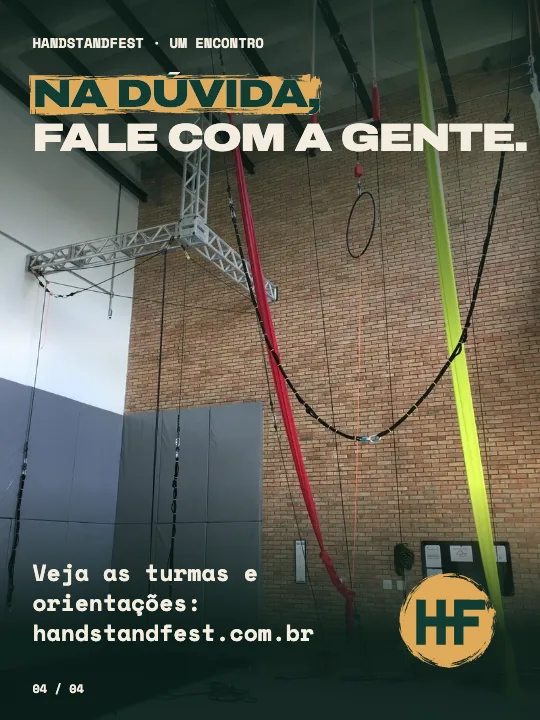 HANDSTANDFEST · UM ENCONTRO
NA DÚVIDA,
FALE COM A GENTE.
Veja as turmas e
orientações:
handstandfest.com.br
HF
04 / 04